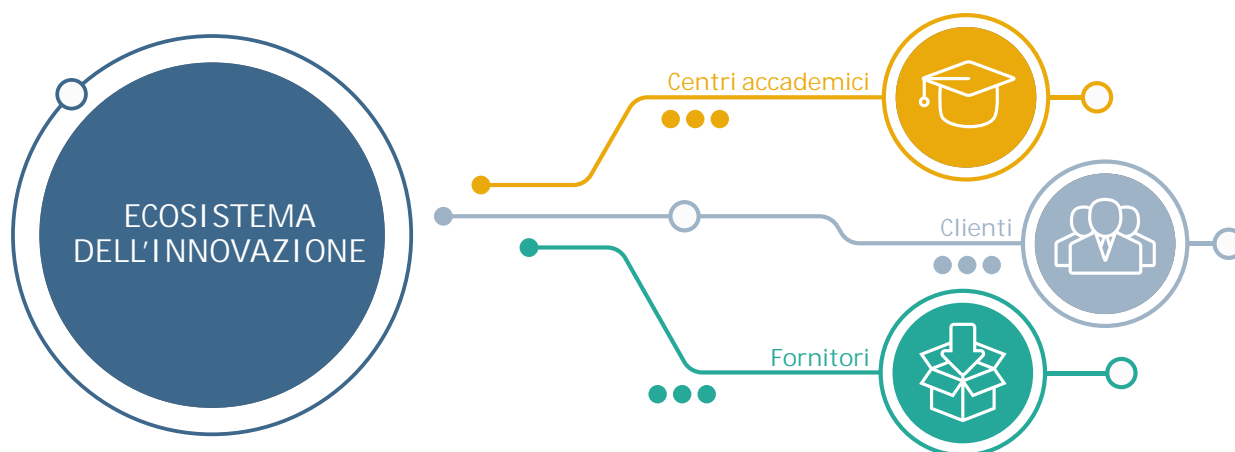 ECOSISTEMA
DELL'INNOVAZIONE
Centri accademici
Clienti
Fornitori